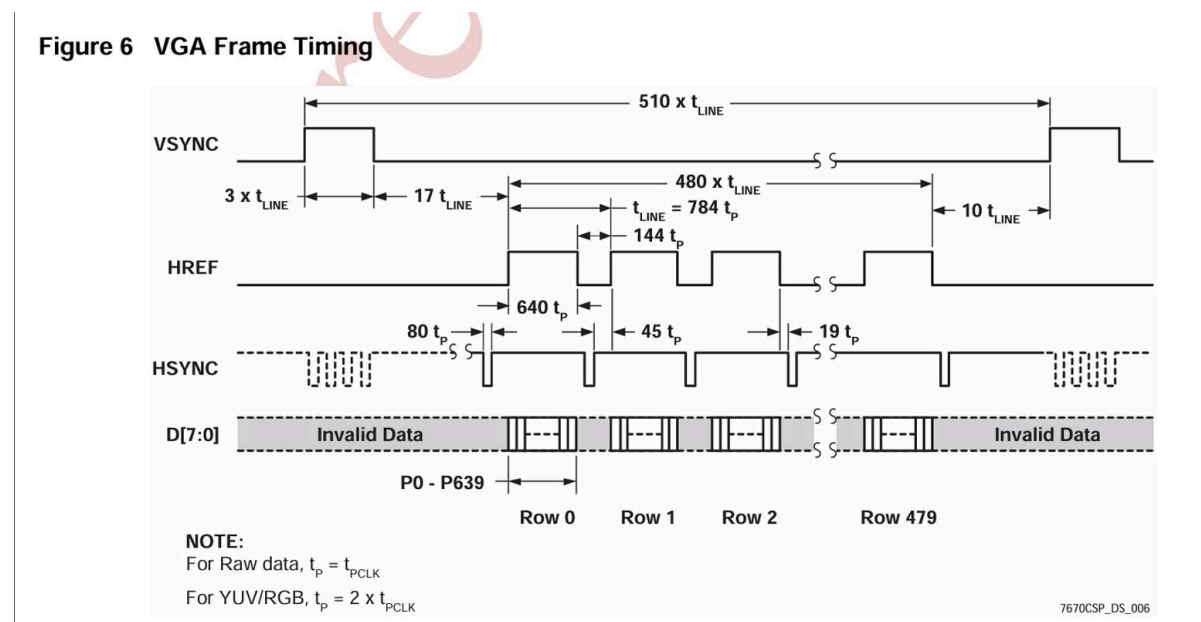 Figure 6 VGA Frame Timing
510 x tLINE
VSYNC
3 x tLINE
17 tLINE
480 x tLINE
tLINE = 784 tP
10 tLINE
144 tP
HREF
640 tP
80 tP
45 tP
19 tP
HSYNC
D[7:0]
Invalid Data
Invalid Data
P0 - P639
Row 0 Row 1 Row 2 Row 479
NOTE:
For Raw data, tP = tPCLK
For YUV/RGB, tP = 2 x tPCLK
7670CSP_DS_006